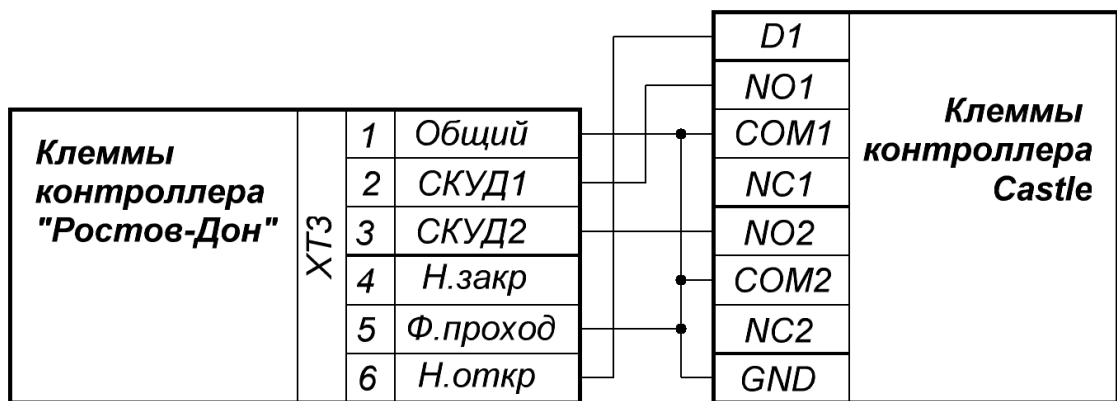 Клеммы
контроллера
"Ростов-Дон"
ХТ3
1 Общий
2 СКУД1
3 СКУД2
4 Н.закр
5 Ф.проход
6 Н.откр
D1
NO1
COM1
NC1
NO2
COM2
NC2
GND
Клеммы
контроллера
Castle